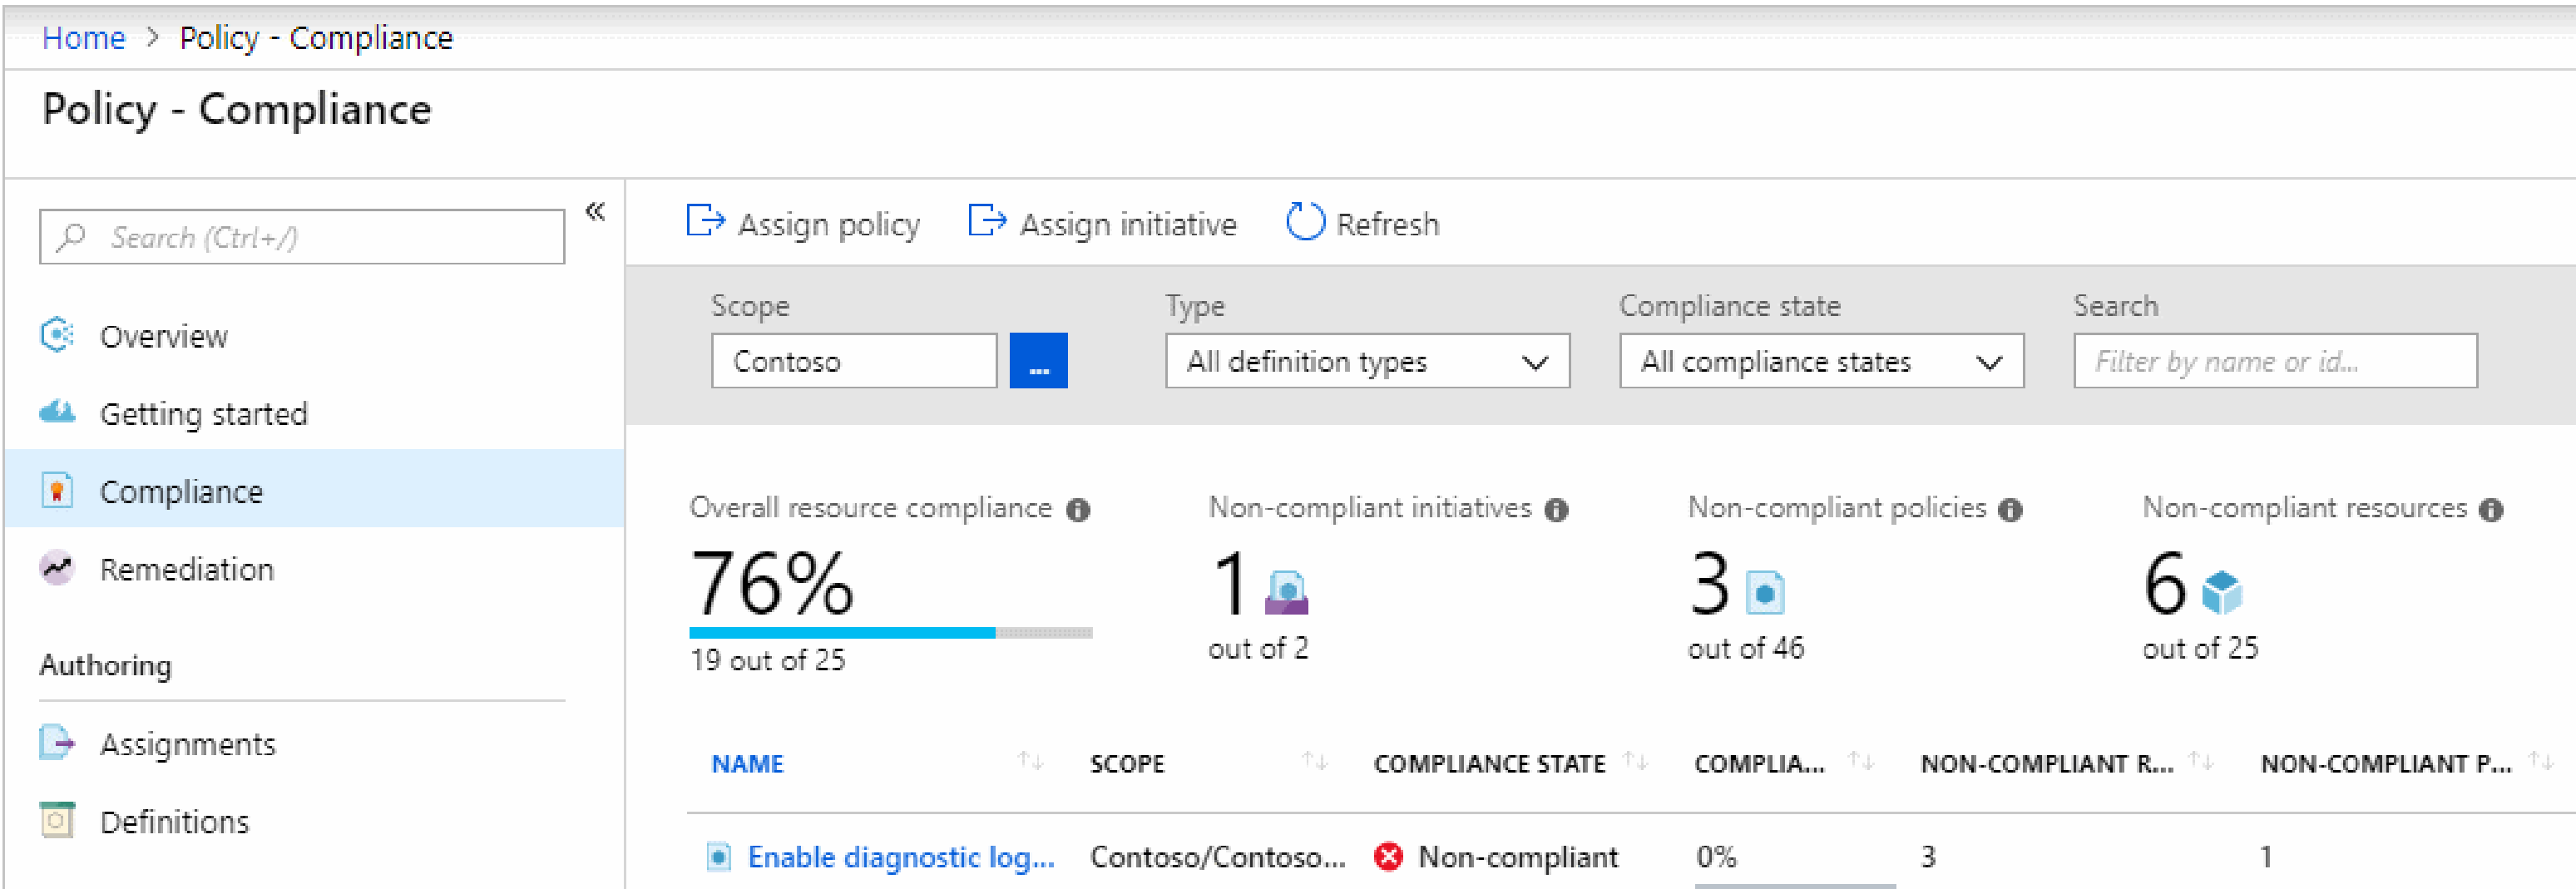 Home > Policy - Compliance
Policy - Compliance
Search (Ctrl+/)
«
Overview
Getting started
Compliance
Remediation
Authoring
Assignments
Definitions
Assign policy Assign initiative Refresh
Scope Type Compliance state Search
Contoso ... All definition types All compliance states Filter by name or id...
Overall resource compliance Non-compliant initiatives Non-compliant policies Non-compliant resources
76% 1 3 6
19 out of 25 out of 2 out of 46 out of 25
NAME SCOPE COMPLIANCE STATE COMPLIA... NON-COMPLIANT R... NON-COMPLIANT P...
Enable diagnostic log... Contoso/Contoso... Non-compliant 0% 3 1